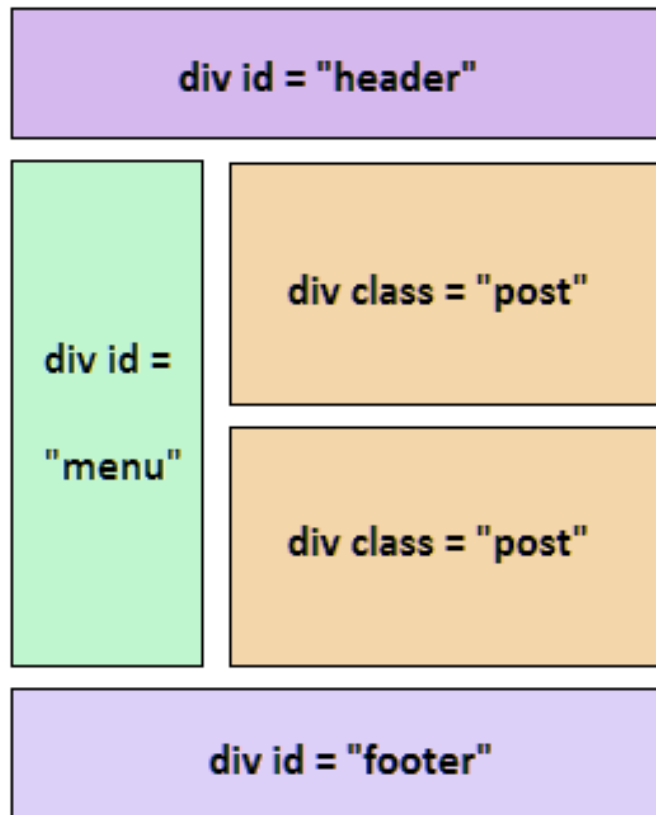 div id = "header"
div class = "post"
div id =
"menu"
div class = "post"
div id = "footer"